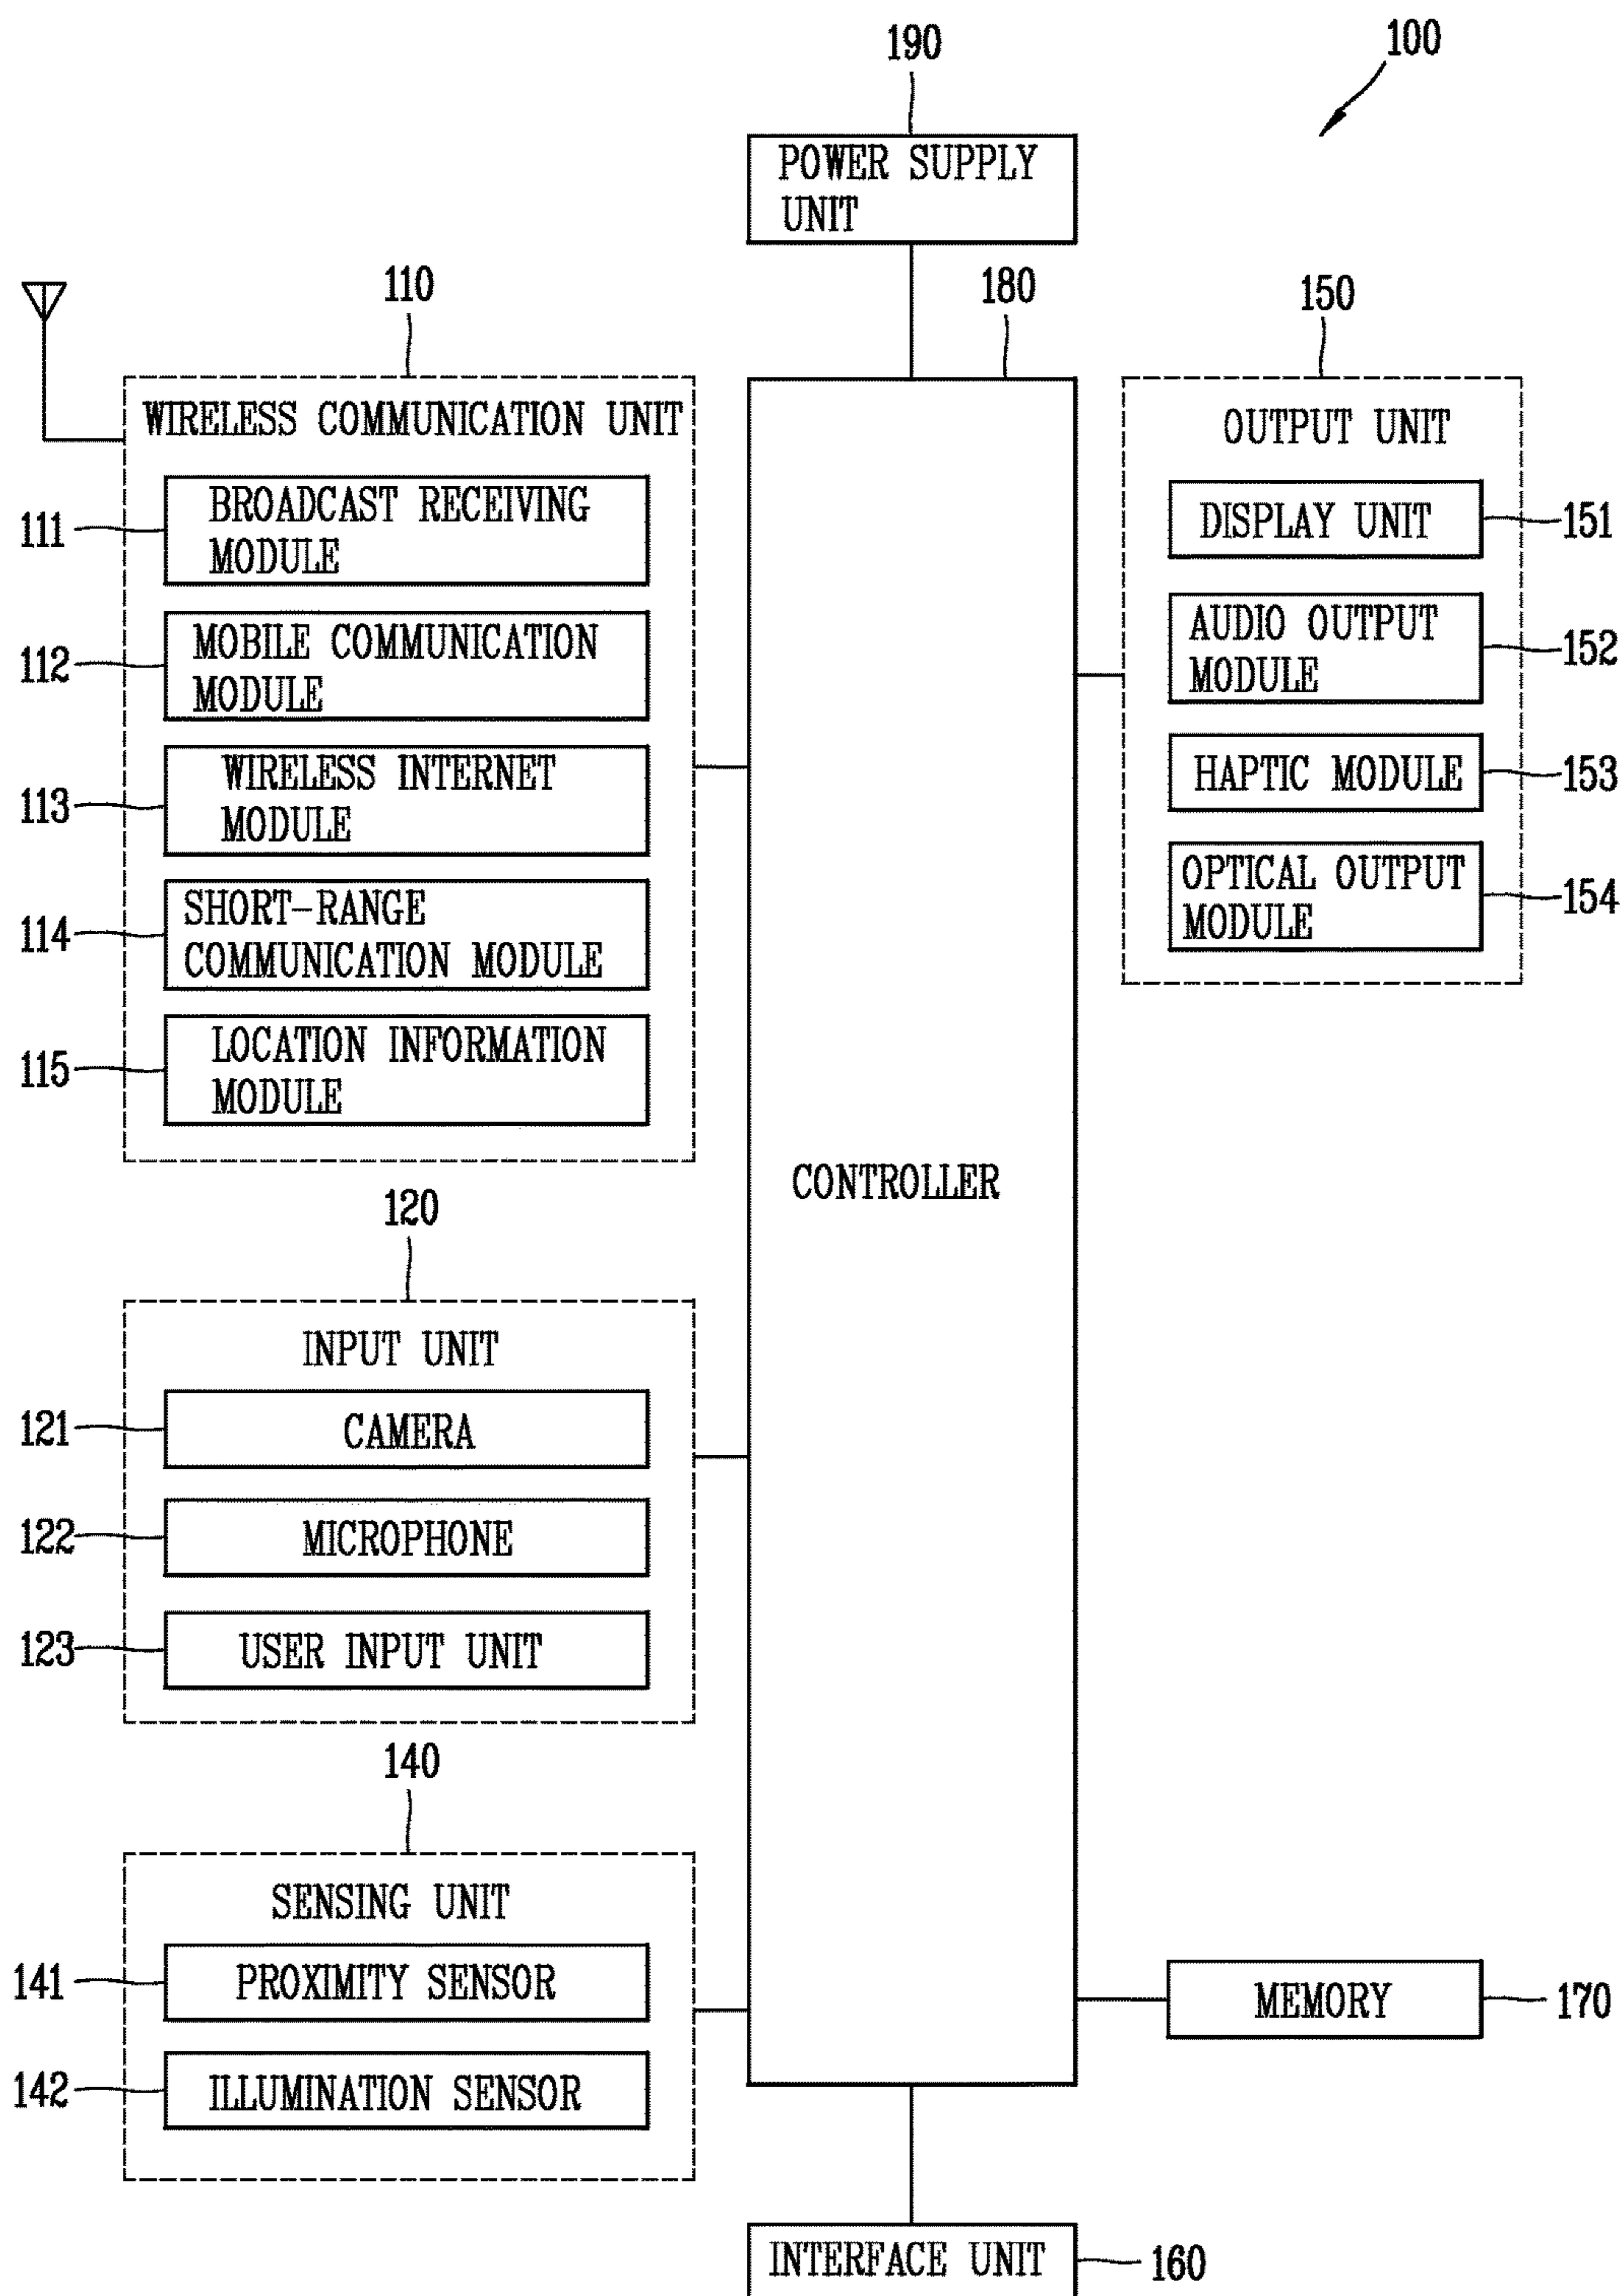 190
100
POWER SUPPLY
UNIT
110
180
150
WIRELESS COMMUNICATION UNIT
111
BROADCAST RECEIVING
MODULE
112
MOBILE COMMUNICATION
MODULE
113
WIRELESS INTERNET
MODULE
114
SHORT-RANGE
COMMUNICATION MODULE
115
LOCATION INFORMATION
MODULE
CONTROLLER
OUTPUT UNIT
DISPLAY UNIT
151
AUDIO OUTPUT
MODULE
152
HAPTIC MODULE
153
OPTICAL OUTPUT
MODULE
154
120
INPUT UNIT
121
CAMERA
122
MICROPHONE
123
USER INPUT UNIT
140
SENSING UNIT
141
PROXIMITY SENSOR
142
ILLUMINATION SENSOR
MEMORY
170
INTERFACE UNIT
160